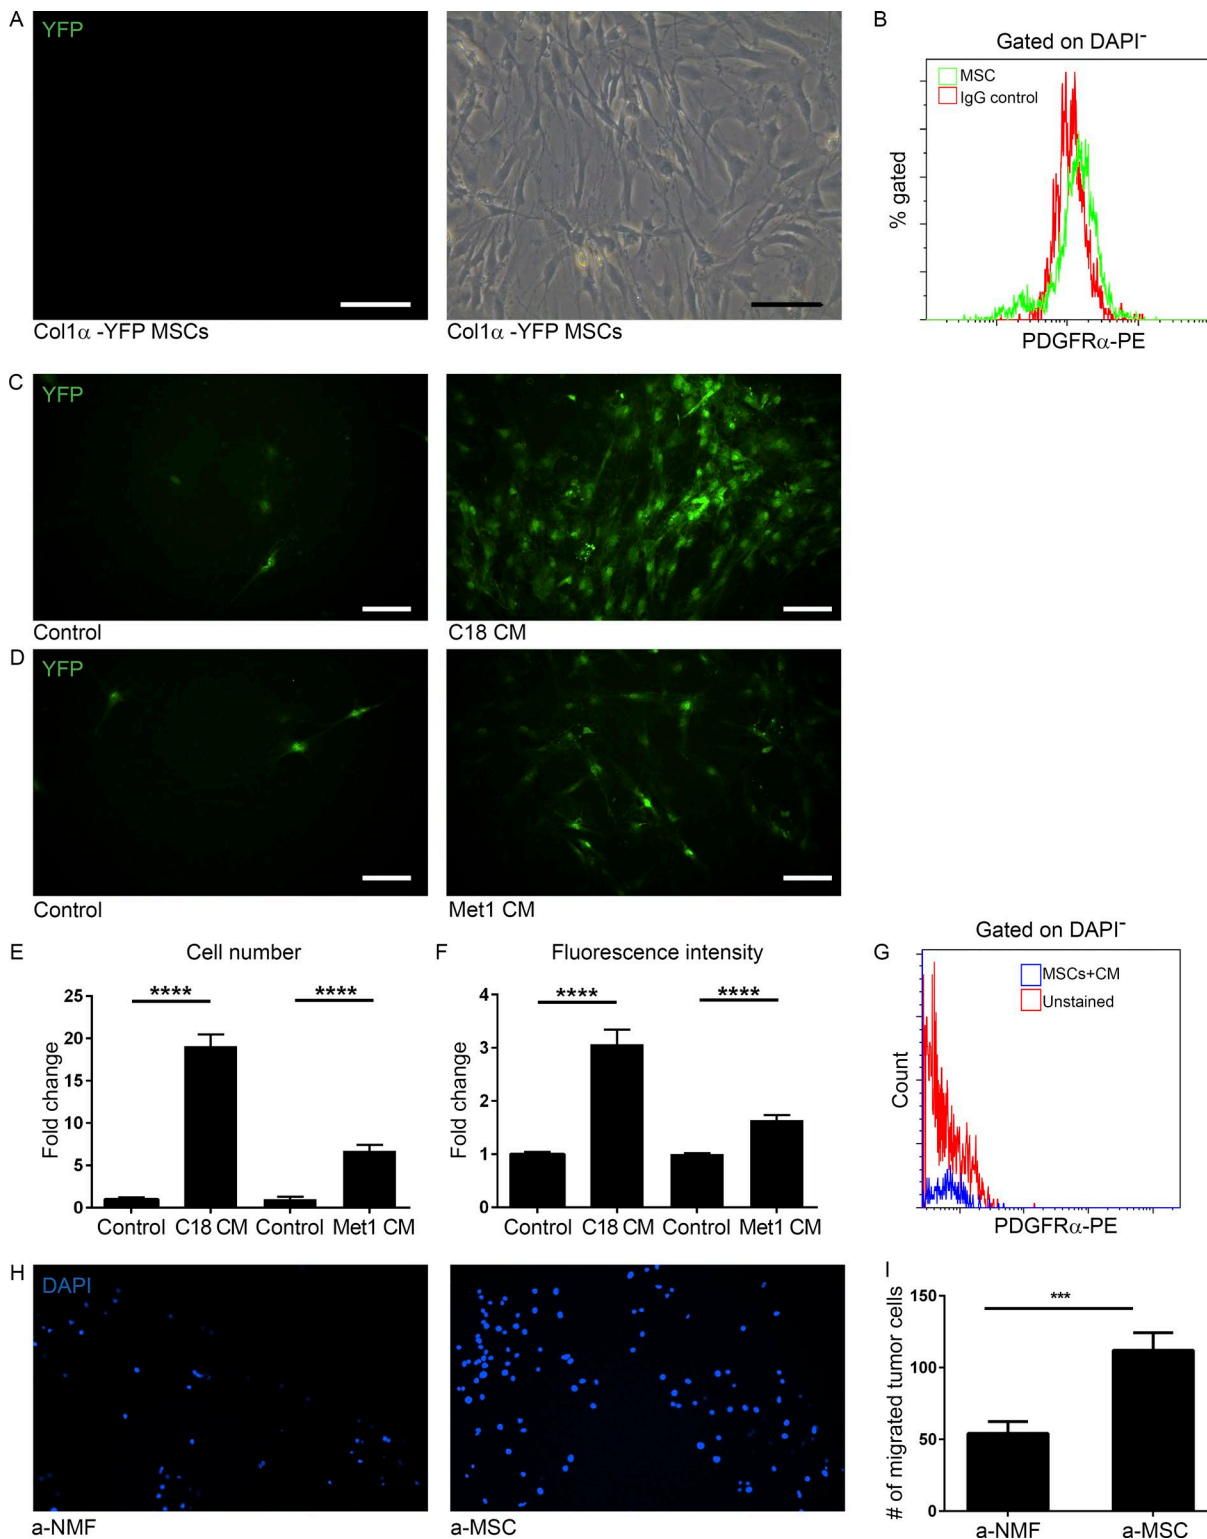 A
YFP
Col1α -YFP MSCs
Col1α -YFP MSCs
B
Gated on DAPI⁻
MSC
IgG control
% gated
PDGFRα-PE
C
YFP
Control
C18 CM
D
YFP
Control
Met1 CM
E
Cell number
25
20
15
10
5
0
Fold change
****
****
Control
C18 CM
Control
Met1 CM
F
Fluorescence intensity
4
3
2
1
0
Fold change
****
****
Control
C18 CM
Control
Met1 CM
G
Gated on DAPI⁻
MSCs+CM
Unstained
Count
PDGFRα-PE
H
DAPI
a-NMF
a-MSC
I
150
100
50
0
# of migrated tumor cells
***
a-NMF
a-MSC